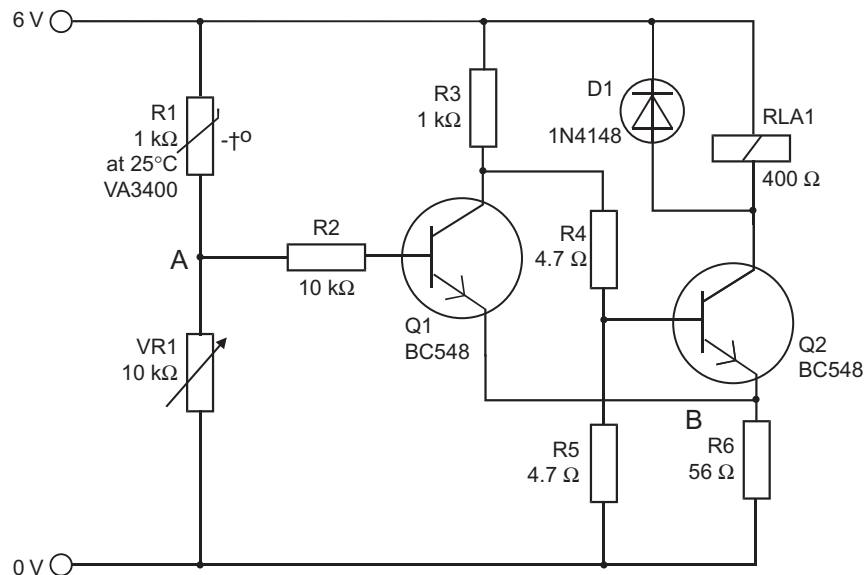 6 V
R1
1 kΩ
at 25°C
VA3400
-tº
R3
1 kΩ
D1
1N4148
RLA1
400 Ω
A
R2
10 kΩ
R4
4.7 Ω
Q1
BC548
VR1
10 kΩ
Q2
BC548
B
R5
4.7 Ω
R6
56 Ω
0 V